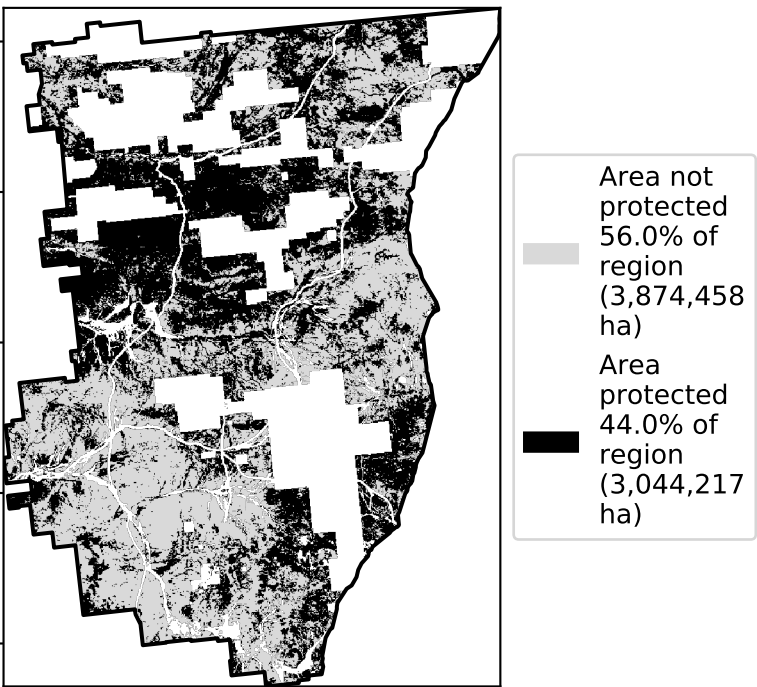 Area not
protected
56.0% of
region
(3,874,458
ha)
Area
protected
44.0% of
region
(3,044,217
ha)